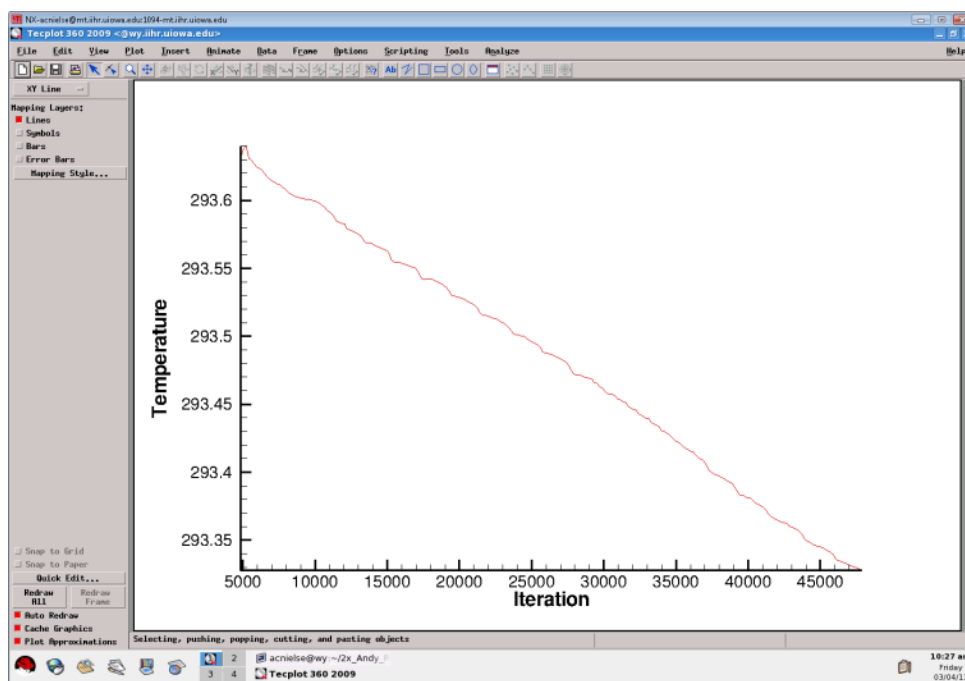 NX-acnielse@mt.iihr.uiowa.edu:1094-mt.iihr.uiowa.edu
Tecplot 360 2009 <@wy.iihr.uiowa.edu>
File Edit View Plot Insert Animate Data Frame Options Scripting Tools Analyze Help
Ab
XY Line
Mapping Layers:
Lines
Symbols
Bars
Error Bars
Mapping Style...
Snap to Grid
Snap to Paper
Quick Edit...
Redraw All
Redraw Frame
Auto Redraw
Cache Graphics
Plot Approximations
Temperature
293.6
293.55
293.5
293.45
293.4
293.35
5000 10000 15000 20000 25000 30000 35000 40000 45000
Iteration
Selecting, pushing, popping, cutting, and pasting objects
2
3 4
acnielse@wy:~/2x_Andy_
Tecplot 360 2009
10:27 am
Friday
03/04/1